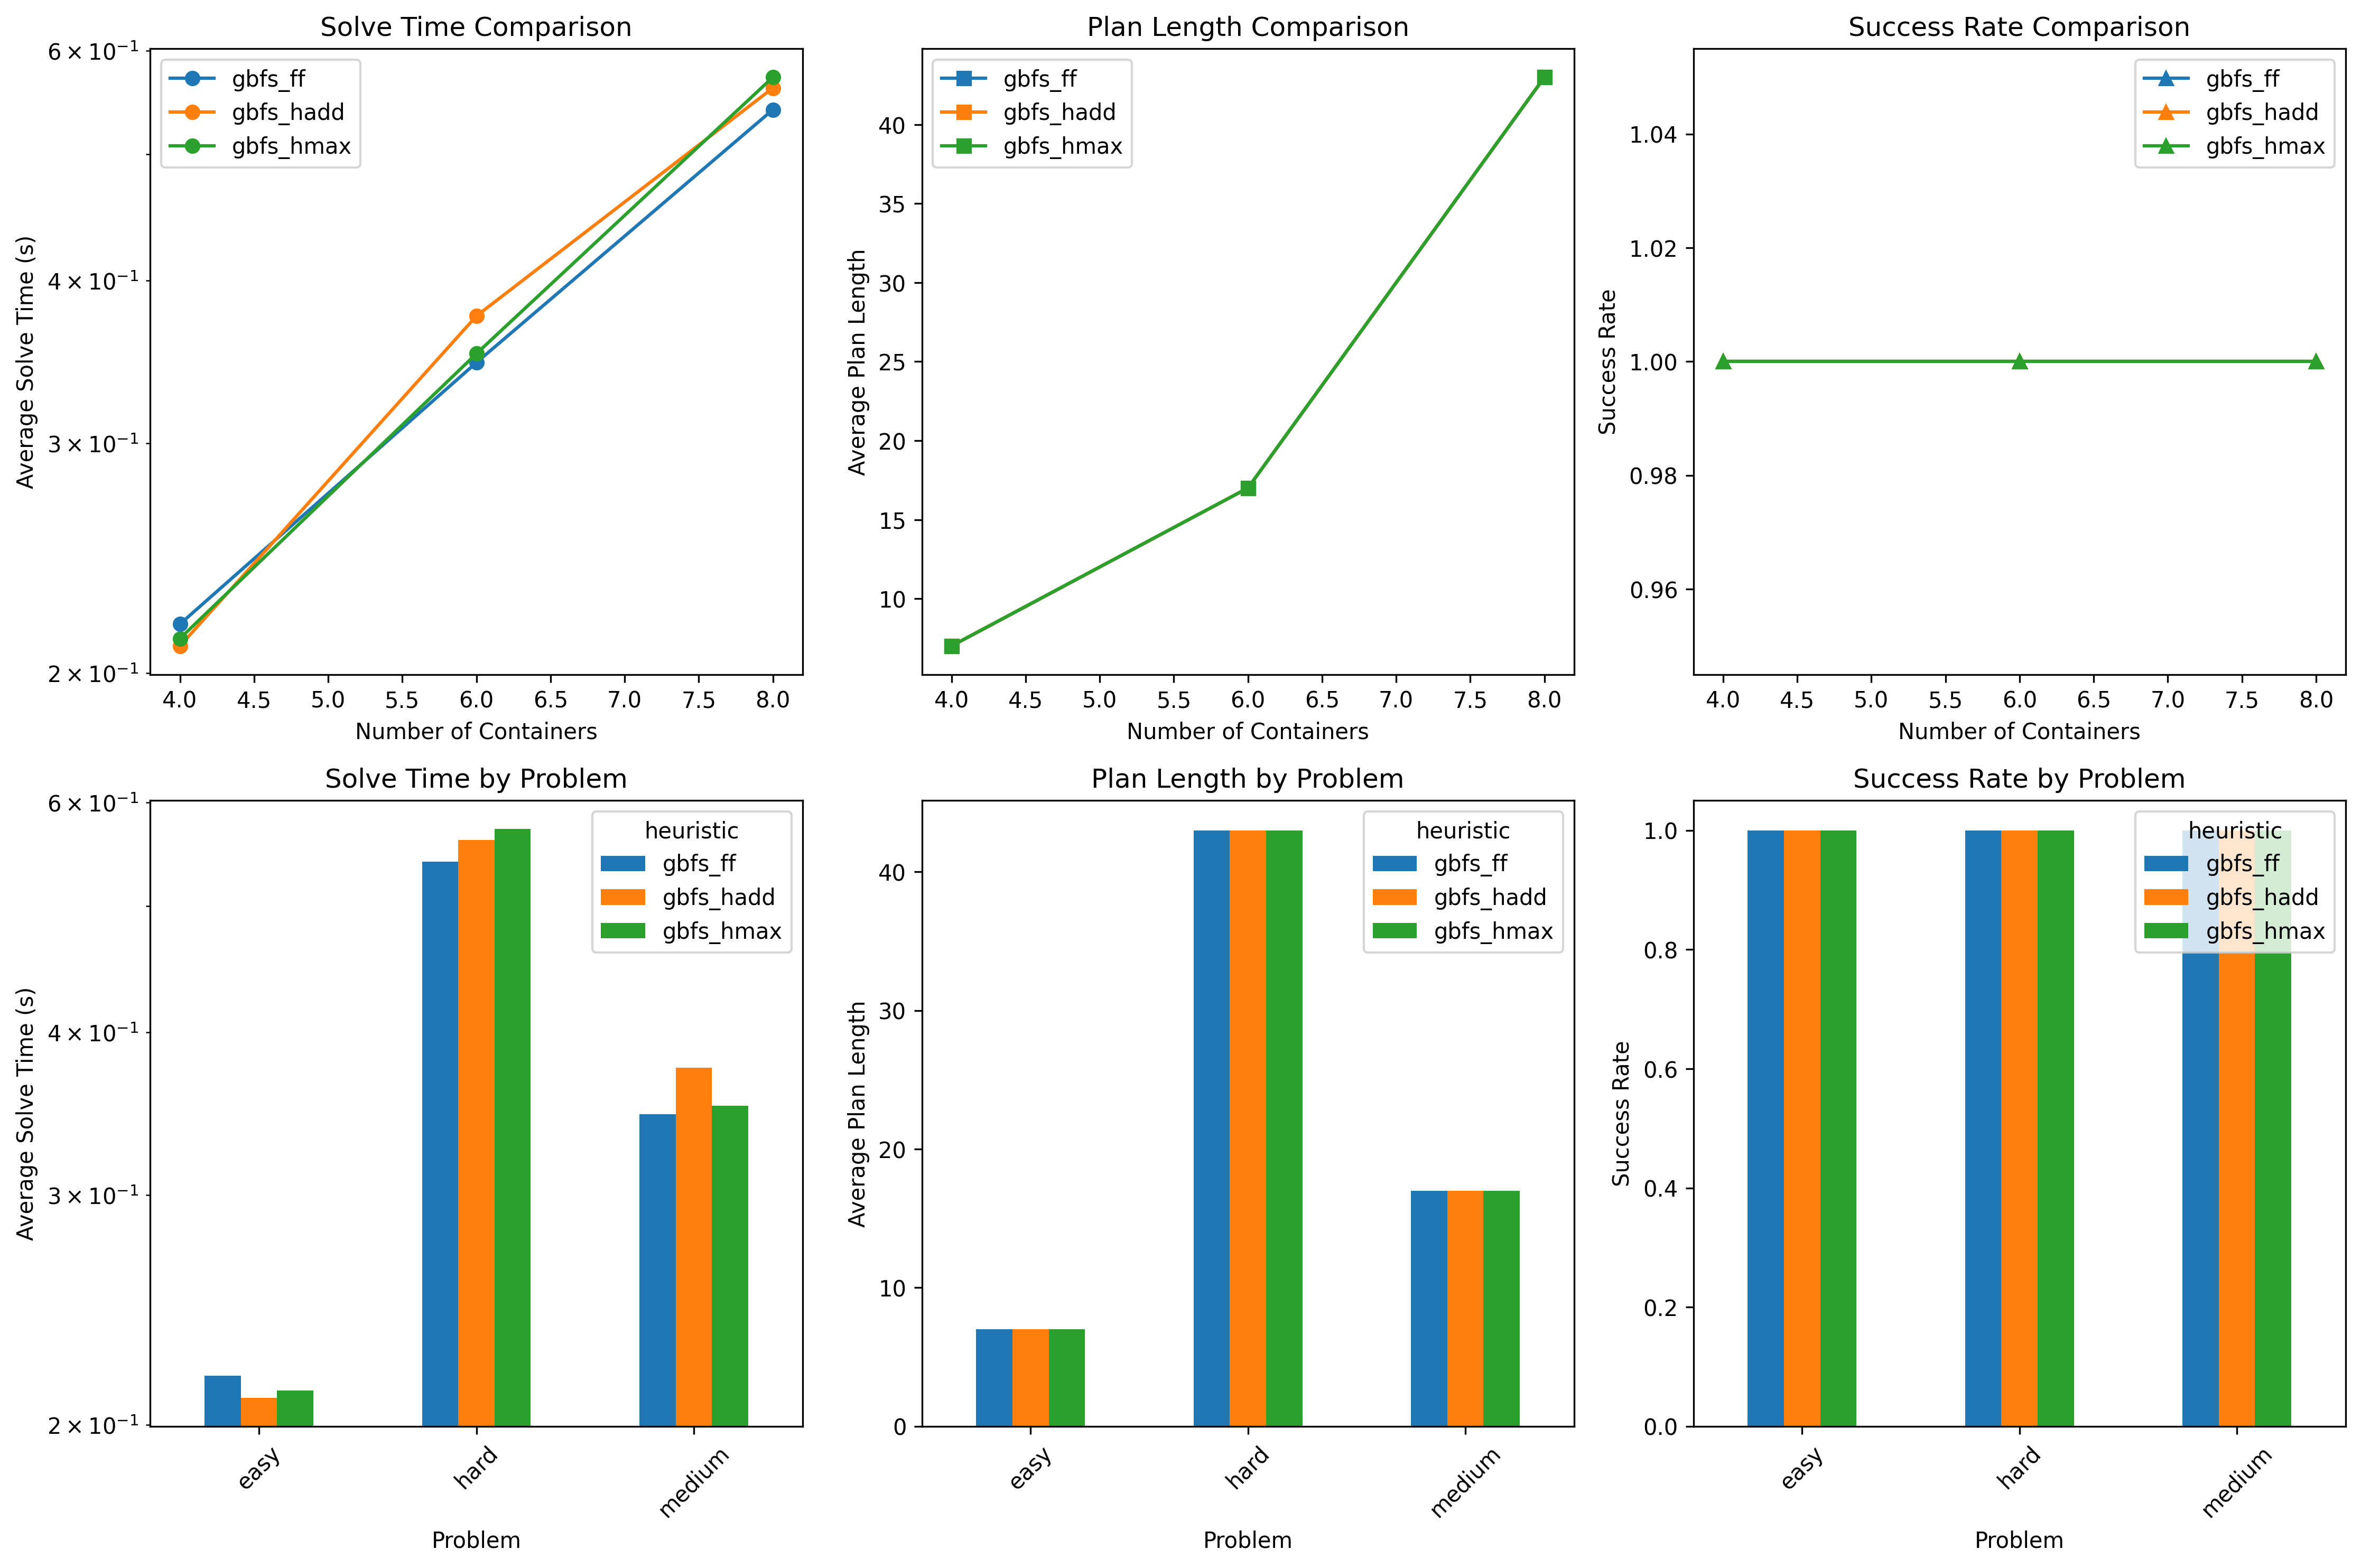 Solve Time Comparison
Average Solve Time (s)
6 × 10⁻¹
4 × 10⁻¹
3 × 10⁻¹
2 × 10⁻¹
gbfs_ff
gbfs_hadd
gbfs_hmax
4.0 4.5 5.0 5.5 6.0 6.5 7.0 7.5 8.0
Number of Containers
Plan Length Comparison
Average Plan Length
40
35
30
25
20
15
10
gbfs_ff
gbfs_hadd
gbfs_hmax
4.0 4.5 5.0 5.5 6.0 6.5 7.0 7.5 8.0
Number of Containers
Success Rate Comparison
Success Rate
1.04
1.02
1.00
0.98
0.96
gbfs_ff
gbfs_hadd
gbfs_hmax
4.0 4.5 5.0 5.5 6.0 6.5 7.0 7.5 8.0
Number of Containers
Solve Time by Problem
Average Solve Time (s)
6 × 10⁻¹
4 × 10⁻¹
3 × 10⁻¹
2 × 10⁻¹
heuristic
gbfs_ff
gbfs_hadd
gbfs_hmax
easy hard medium
Problem
Plan Length by Problem
Average Plan Length
40
30
20
10
0
heuristic
gbfs_ff
gbfs_hadd
gbfs_hmax
easy hard medium
Problem
Success Rate by Problem
Success Rate
1.0
0.8
0.6
0.4
0.2
0.0
heuristic
gbfs_ff
gbfs_hadd
gbfs_hmax
easy hard medium
Problem